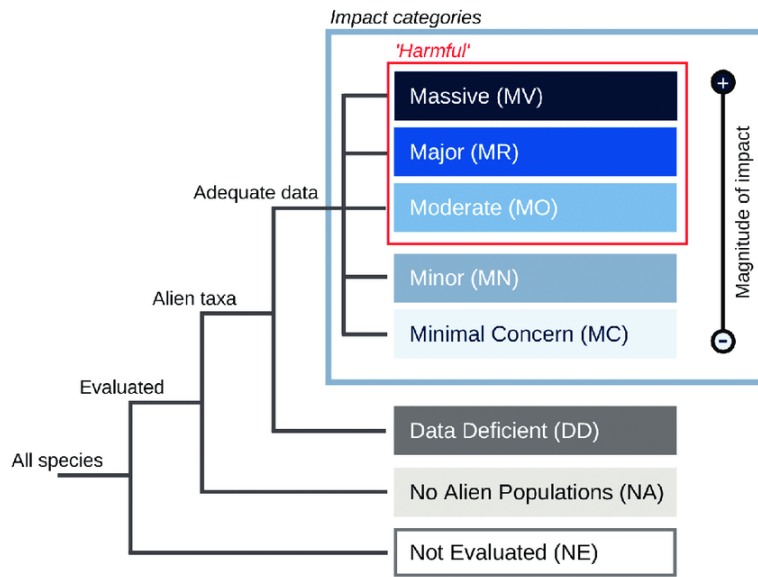 Impact categories
'Harmful'
Massive (MV)
Major (MR)
Adequate data
Moderate (MO)
Magnitude of impact
+
Minor (MN)
Alien taxa
Minimal Concern (MC)
-
Evaluated
Data Deficient (DD)
All species
No Alien Populations (NA)
Not Evaluated (NE)